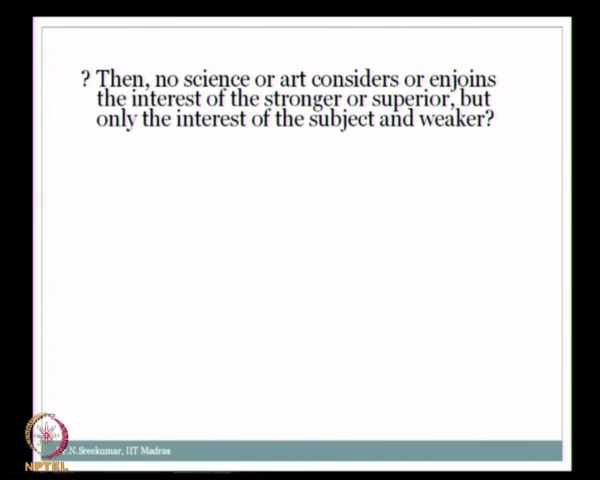 ? Then, no science or art considers or enjoins
the interest of the stronger or superior, but
only the interest of the subject and weaker?
.N.Sreekumar, IIT Madras
NPTEL